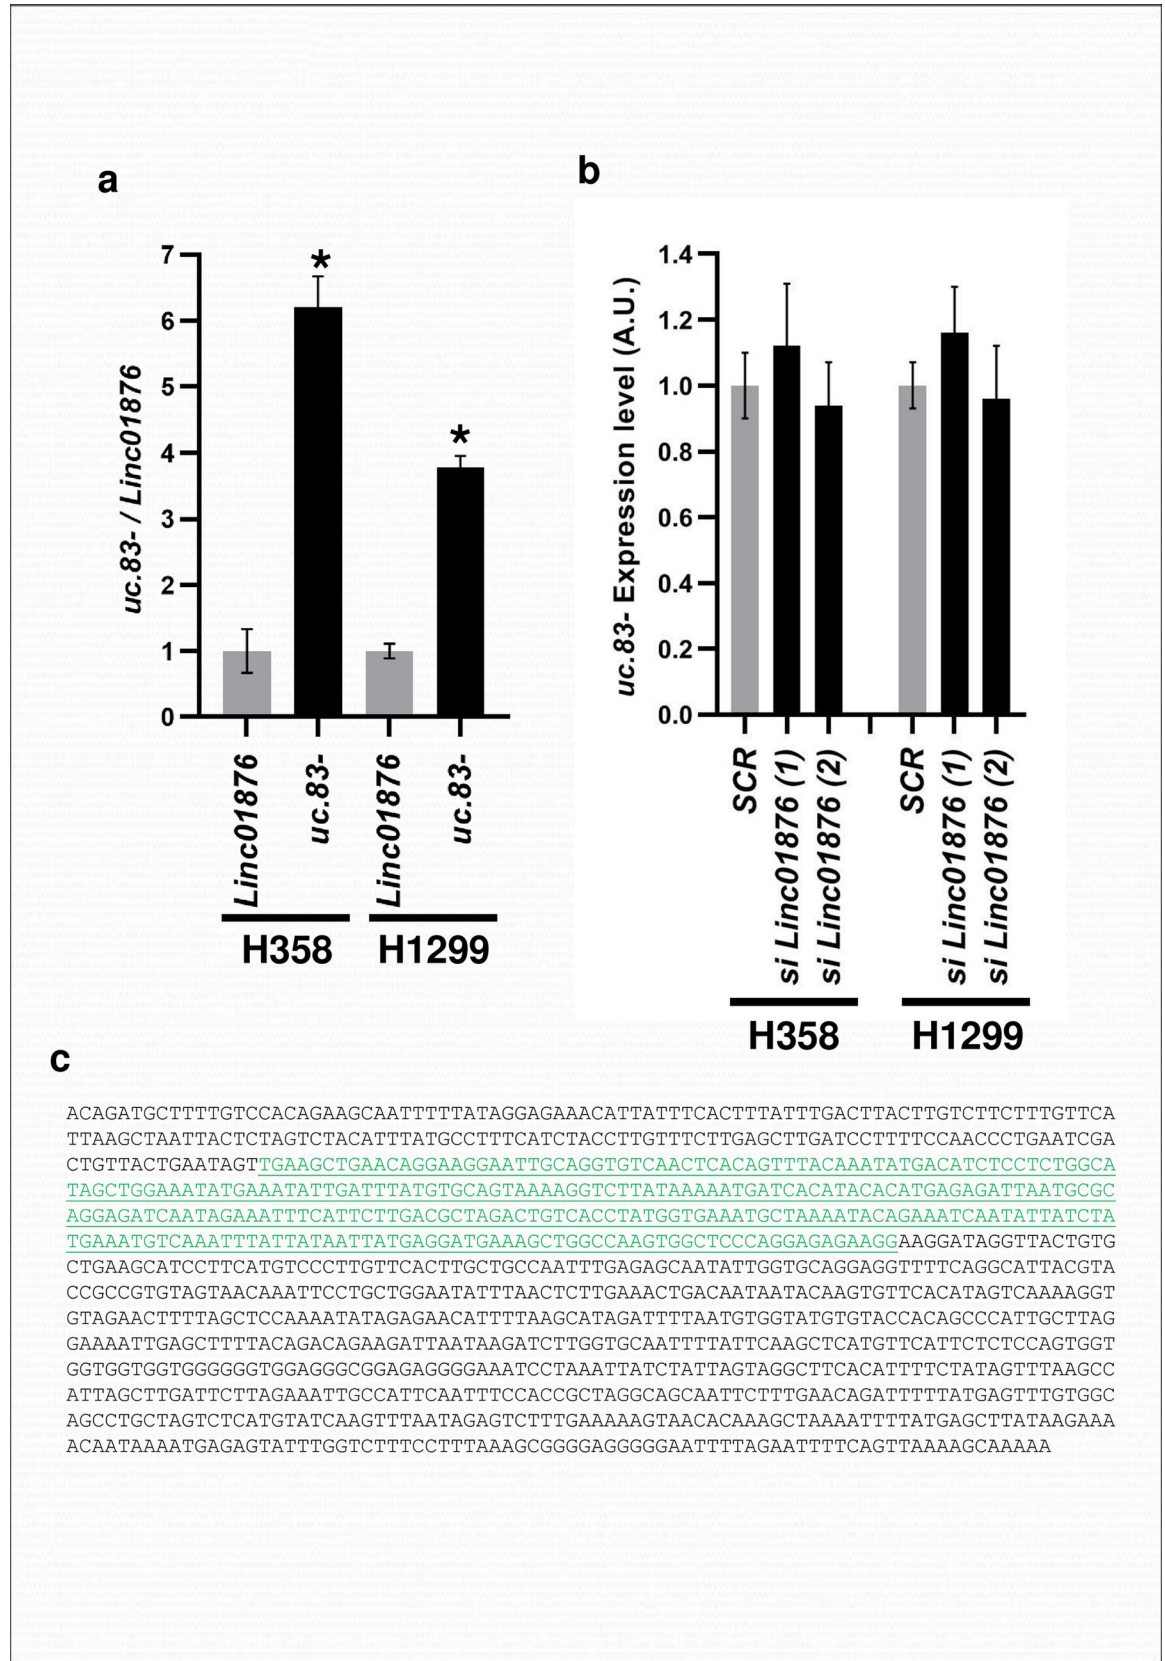 a
b
7
6
5
4
3
2
1
0
uc.83- / Linc01876
*
*
Linc01876
uc.83-
Linc01876
uc.83-
H358
H1299
1.4
1.2
1.0
0.8
0.6
0.4
0.2
0.0
uc.83- Expression level (A.U.)
SCR
si Linc01876 (1)
si Linc01876 (2)
SCR
si Linc01876 (1)
si Linc01876 (2)
H358
H1299
c
ACAGATGCTTTTGTCCACAGAAGCAATTTTTATAGGAGAAACATTATTTCACTTTATTTGACTTACTTGTCTTCTTTGTTCA
TTAAGCTAATTACTCTAGTCTACATTTATGCCTTTCATCTACCTTGTTTCTTGAGCTTGATCCTTTTCCAACCCTGAATCGA
CTGTTACTGAATAGTTGAAGCTGAACAGGAAGGAATTGCAGGTGTCAACTCACAGTTTACAAATATGACATCTCCTCTGGCA
TAGCTGGAAATATGAAATATTGATTTATGTGCAGTAAAAGGTCTTATAAAAATGATCACATACACATGAGAGATTAATGCGC
AGGAGATCAATAGAAATTTCATTCTTGACGCTAGACTGTCACCTATGGTGAAATGCTAAAATACAGAAATCAATATTATCTA
TGAAATGTCAAATTTATTATAATTATGAGGATGAAAGCTGGCCAAGTGGCTCCCAGGAGAGAAGGAAGGATAGGTTACTGTG
CTGAAGCATCCTTCATGTCCCTTGTTCACTTGCTGCCAATTTGAGAGCAATATTGGTGCAGGAGGTTTTCAGGCATTACGTA
CCGCCGTGTAGTAACAAATTCCTGCTGGAATATTTAACTCTTGAAACTGACAATAATACAAGTGTTCACATAGTCAAAAGGT
GTAGAACTTTTAGCTCCAAAATATAGAGAACATTTTAAGCATAGATTTTAATGTGGTATGTGTACCACAGCCCATTGCTTAG
GAAAATTGAGCTTTTACAGACAGAAGATTAATAAGATCTTGGTGCAATTTTATTCAAGCTCATGTTCATTCTCTCCAGTGGT
GGTGGTGGTGGGGGGTGGAGGGCGGAGAGGGGAAATCCTAAATTATCTATTAGTAGGCTTCACATTTTCTATAGTTTAAGCC
ATTAGCTTGATTCTTAGAAATTGCCATTCAATTTCCACCGCTAGGCAGCAATTCTTTGAACAGATTTTTATGAGTTTGTGGC
AGCCTGCTAGTCTCATGTATCAAGTTTAATAGAGTCTTTGAAAAAGTAACACAAAGCTAAAATTTTATGAGCTTATAAGAAA
ACAATAAAATGAGAGTATTTGGTCTTTCCTTTAAAGCGGGGAGGGGGAATTTTAGAATTTTCAGTTAAAAGCAAAAA